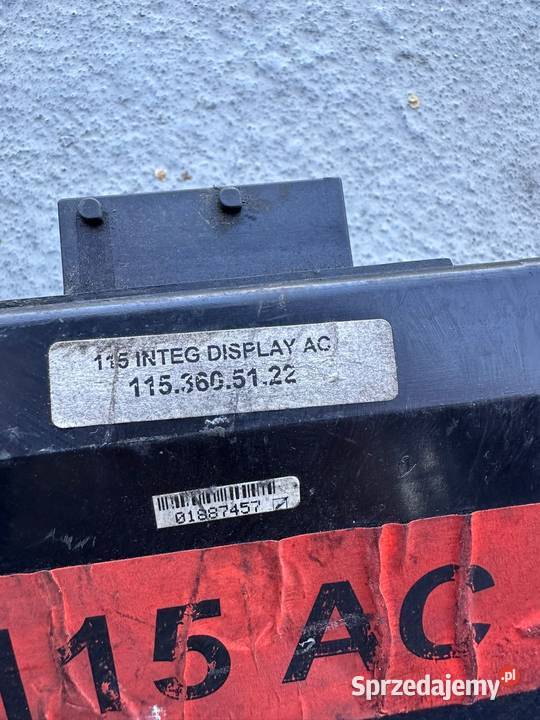 115 INTEG DISPLAY AC
115.360.51.22
01887457
115 AC
Sprzedajemy.pl